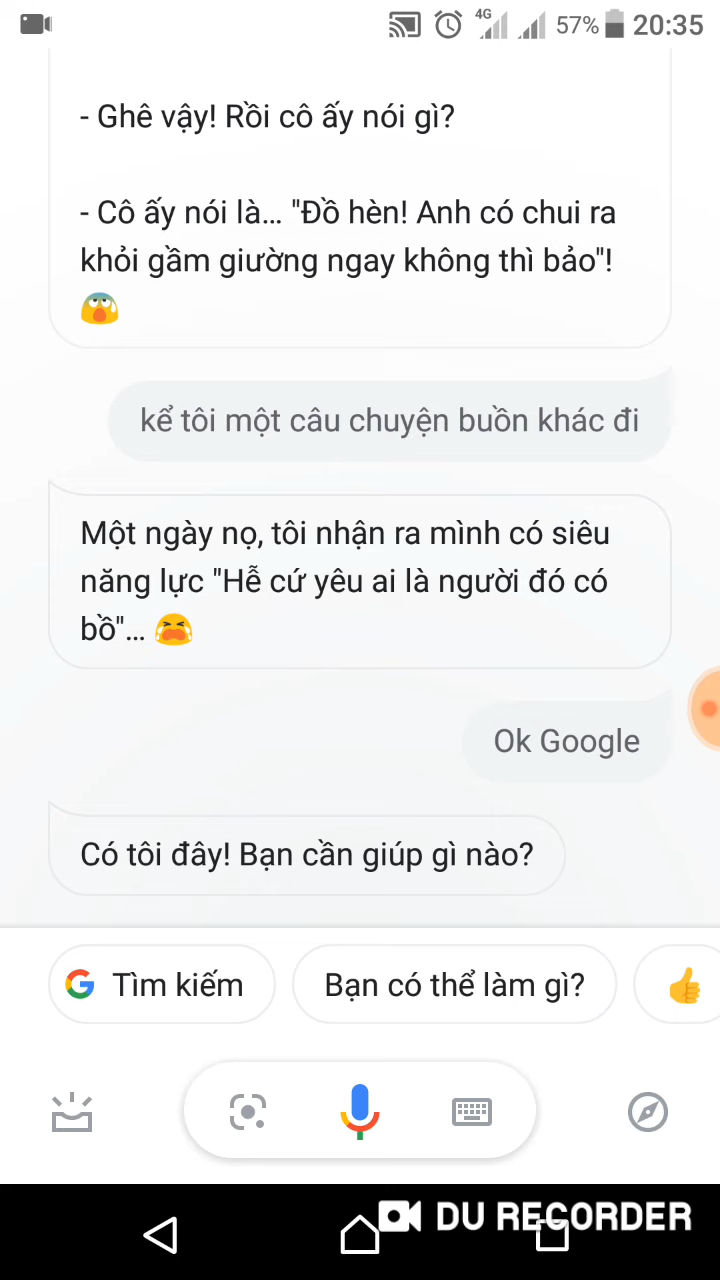 4G 57% 20:35
- Ghê vậy! Rồi cô ấy nói gì?
- Cô ấy nói là... "Đồ hèn! Anh có chui ra
khỏi gầm giường ngay không thì bảo"!
kể tôi một câu chuyện buồn khác đi
Một ngày nọ, tôi nhận ra mình có siêu
năng lực "Hễ cứ yêu ai là người đó có
bồ"...
Ok Google
Có tôi đây! Bạn cần giúp gì nào?
Tìm kiếm
Bạn có thể làm gì?
DU RECORDER